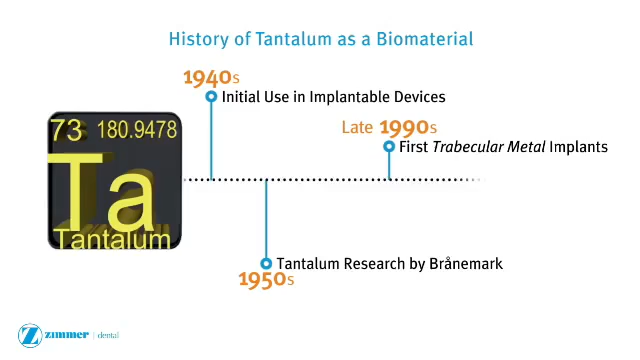 History of Tantalum as a Biomaterial
1940s
Initial Use in Implantable Devices
Late 1990s
First Trabecular Metal Implants
73 180.9478
Ta
Tantalum
Tantalum Research by Brånemark
1950s
Z zimmer | dental